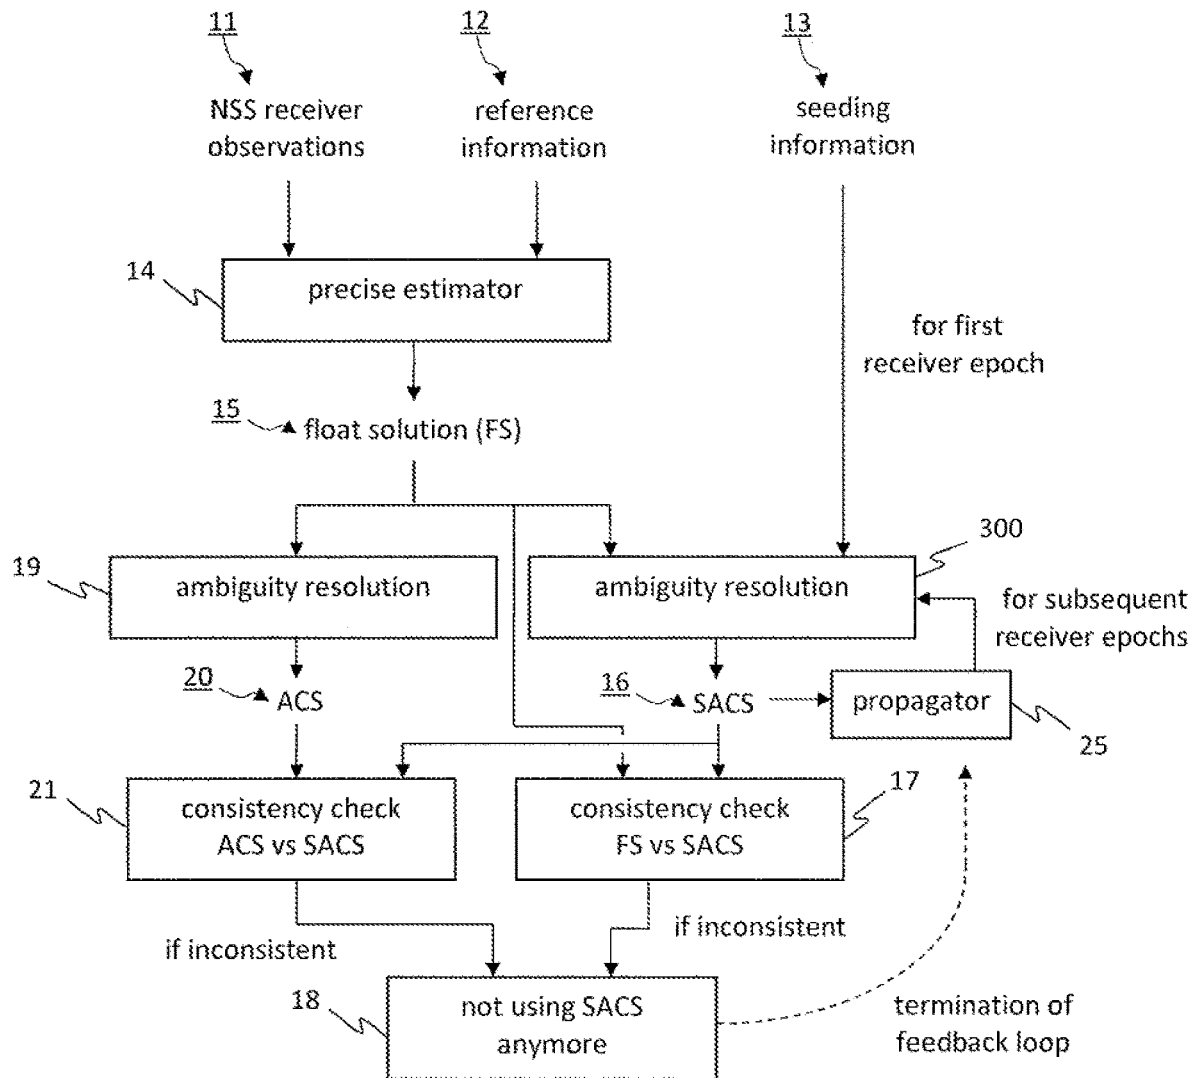 11
12
13
NSS receiver
observations
reference
information
seeding
information
14
precise estimator
for first
receiver epoch
15
float solution (FS)
300
19
ambiguity resolution
ambiguity resolution
for subsequent
receiver epochs
20
ACS
16
SACS
propagator
25
21
consistency check
ACS vs SACS
consistency check
FS vs SACS
17
if inconsistent
if inconsistent
18
not using SACS
anymore
termination of
feedback loop